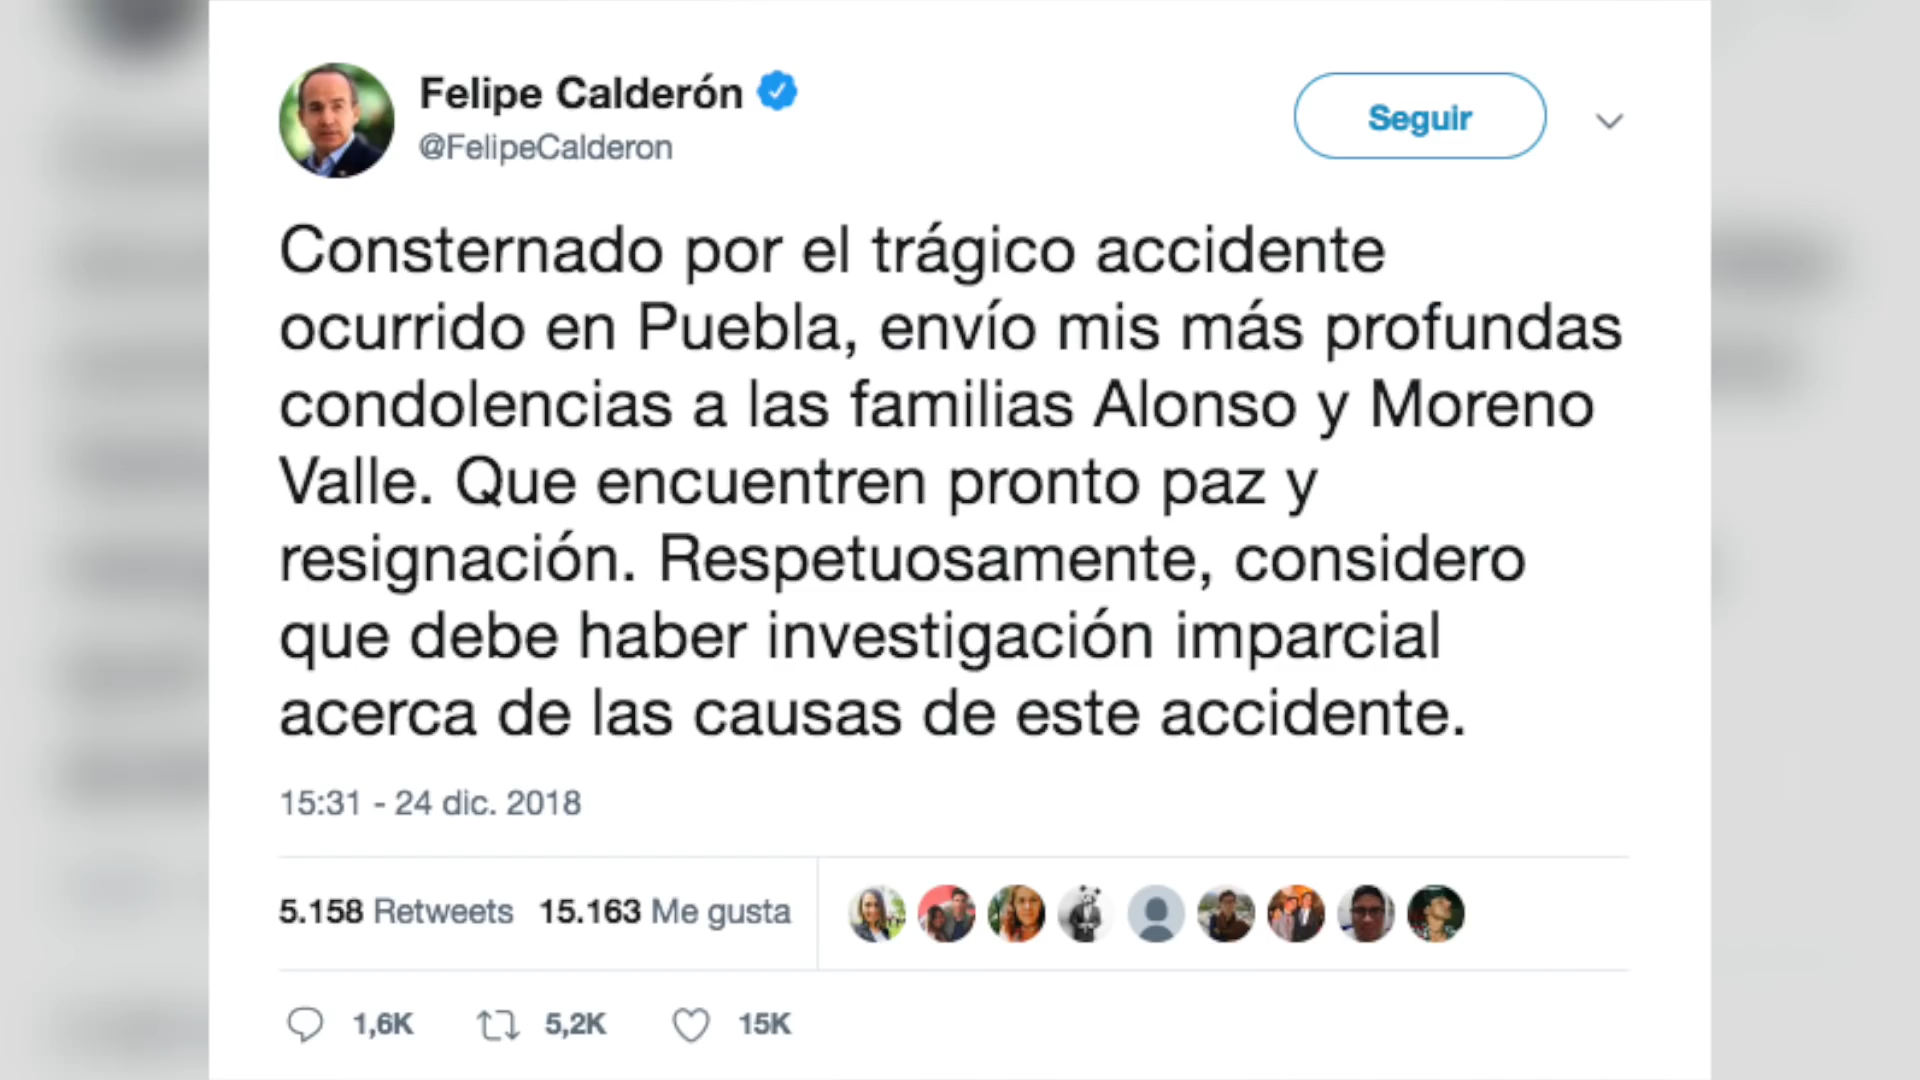 Felipe Calderón
@FelipeCalderon
Seguir
Consternado por el trágico accidente
ocurrido en Puebla, envío mis más profundas
condolencias a las familias Alonso y Moreno
Valle. Que encuentren pronto paz y
resignación. Respetuosamente, considero
que debe haber investigación imparcial
acerca de las causas de este accidente.
15:31 - 24 dic. 2018
5.158 Retweets 15.163 Me gusta
1,6K 5,2K 15K